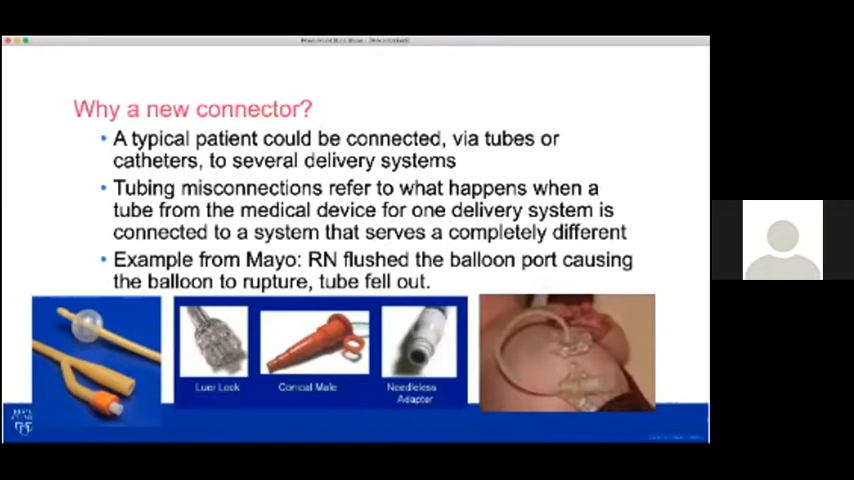 Why a new connector?
• A typical patient could be connected, via tubes or
catheters, to several delivery systems
• Tubing misconnections refer to what happens when a
tube from the medical device for one delivery system is
connected to a system that serves a completely different
• Example from Mayo: RN flushed the balloon port causing
the balloon to rupture, tube fell out.
Luer Lock
Conical Male
Needleless
Adapter